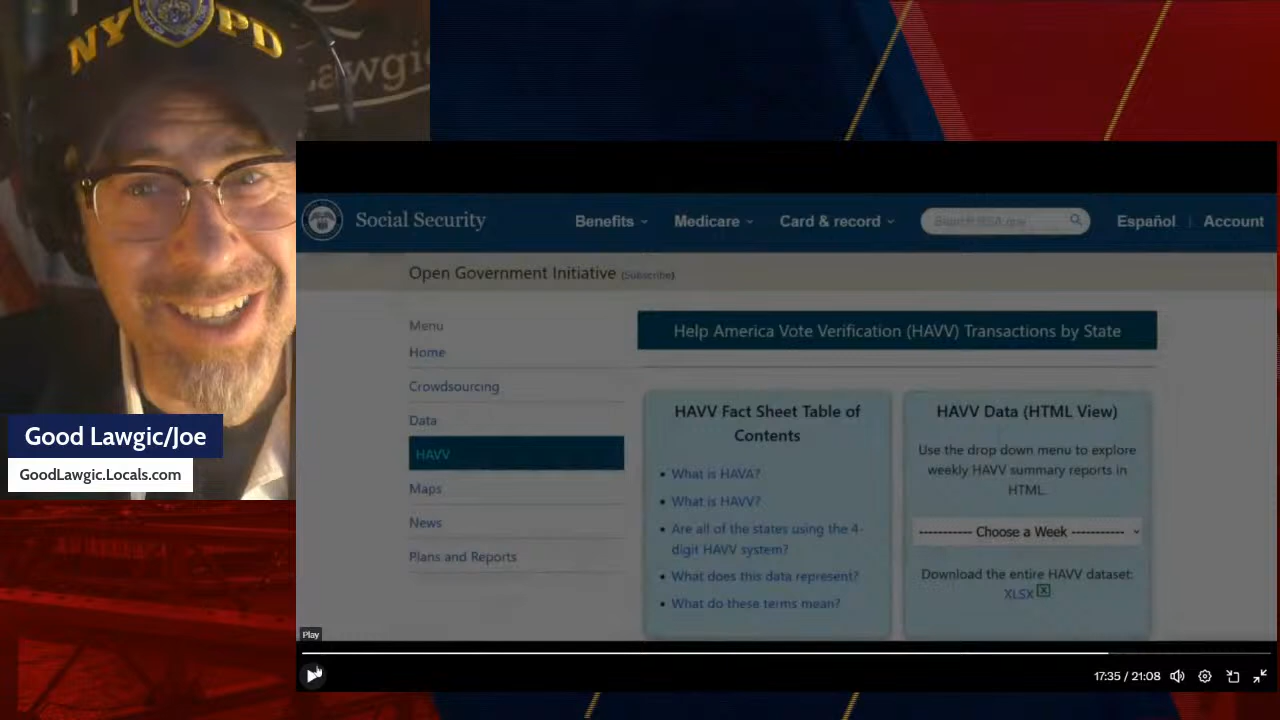 NYPD
Lawgic
Good Lawgic/Joe
GoodLawgic.Locals.com
Social Security
Benefits
Medicare
Card & record
Español
Account
Open Government Initiative (Subscribe)
Menu
Home
Crowdsourcing
Data
HAVV
Maps
News
Plans and Reports
Help America Vote Verification (HAVV) Transactions by State
HAVV Fact Sheet Table of
Contents
What is HAVA?
What is HAVV?
Are all of the states using the 4-
digit HAVV system?
What does this data represent?
What do these terms mean?
HAVV Data (HTML View)
Use the drop down menu to explore
weekly HAVV summary reports in
HTML.
----------- Choose a Week -----------
Download the entire HAVV dataset:
XLSX
Play
17:35 / 21:08